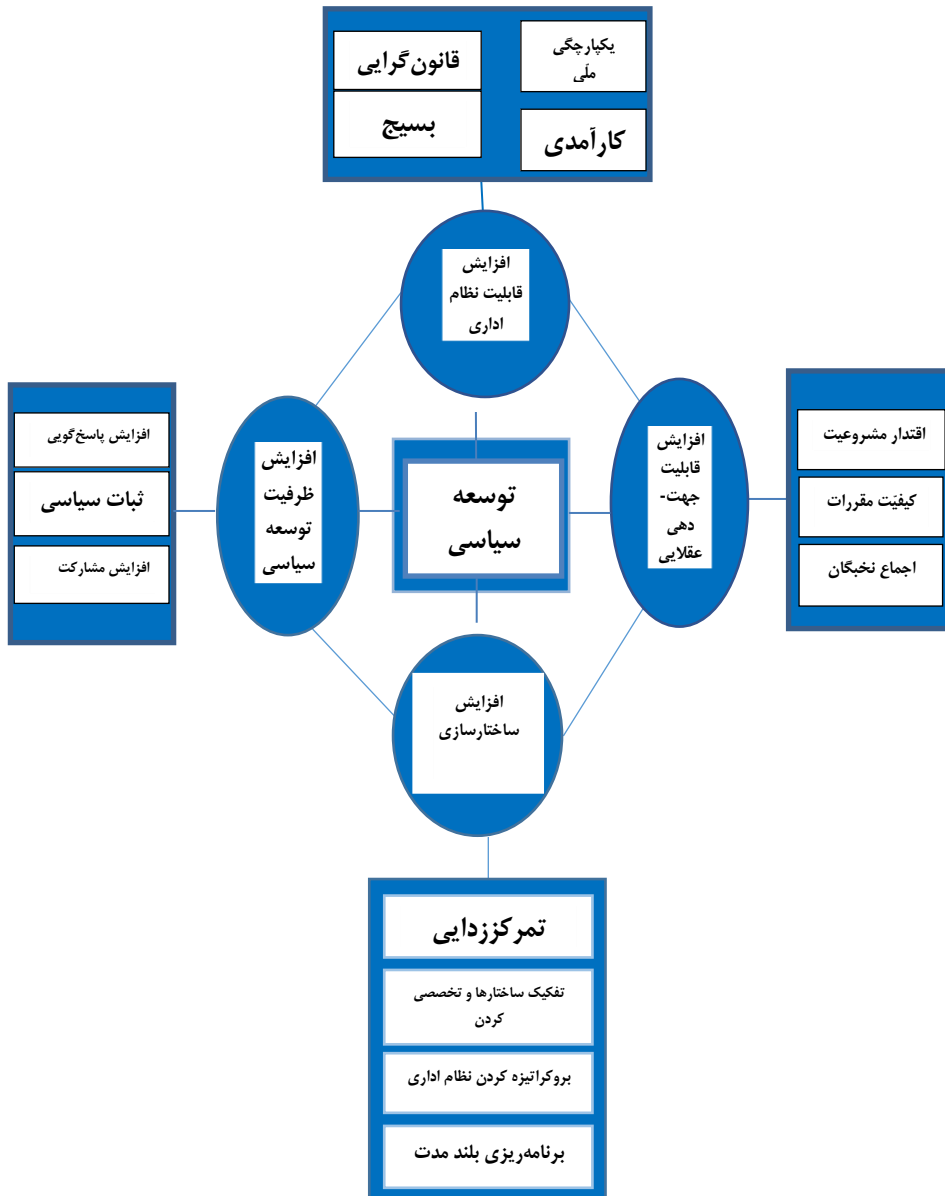 قانون‌گرایی
بسیج
یکپارچگی
ملّی
کارآمدی
افزایش
قابلیت نظام
اداری
اقتدار مشروعیت
کیفیّت مقررات
اجماع نخبگان
افزایش
قابلیت
جهت-
دهی
عقلایی
توسعه
سیاسی
افزایش
ظرفیت
توسعه
سیاسی
افزایش پاسخ‌گویی
ثبات سیاسی
افزایش مشارکت
افزایش
ساختارسازی
تمرکززدایی
تفکیک ساختارها و تخصصی
کردن
بروکراتیزه کردن نظام اداری
برنامه‌ریزی بلند مدت